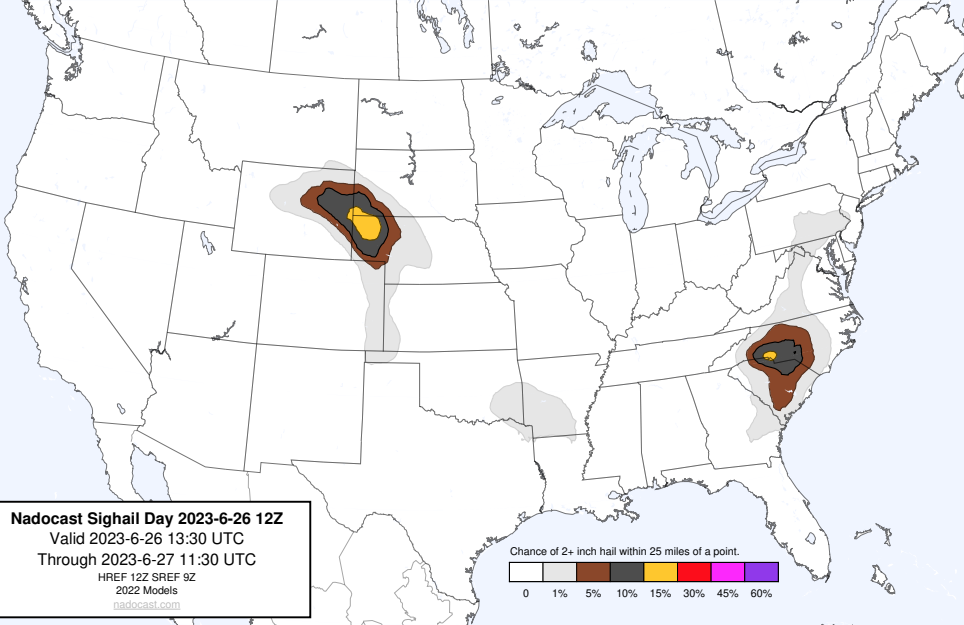 Nadocast Sighail Day 2023-6-26 12Z
Valid 2023-6-26 13:30 UTC
Through 2023-6-27 11:30 UTC
HREF 12Z SREF 9Z
2022 Models
nadocast.com
Chance of 2+ inch hail within 25 miles of a point.
0 1% 5% 10% 15% 30% 45% 60%